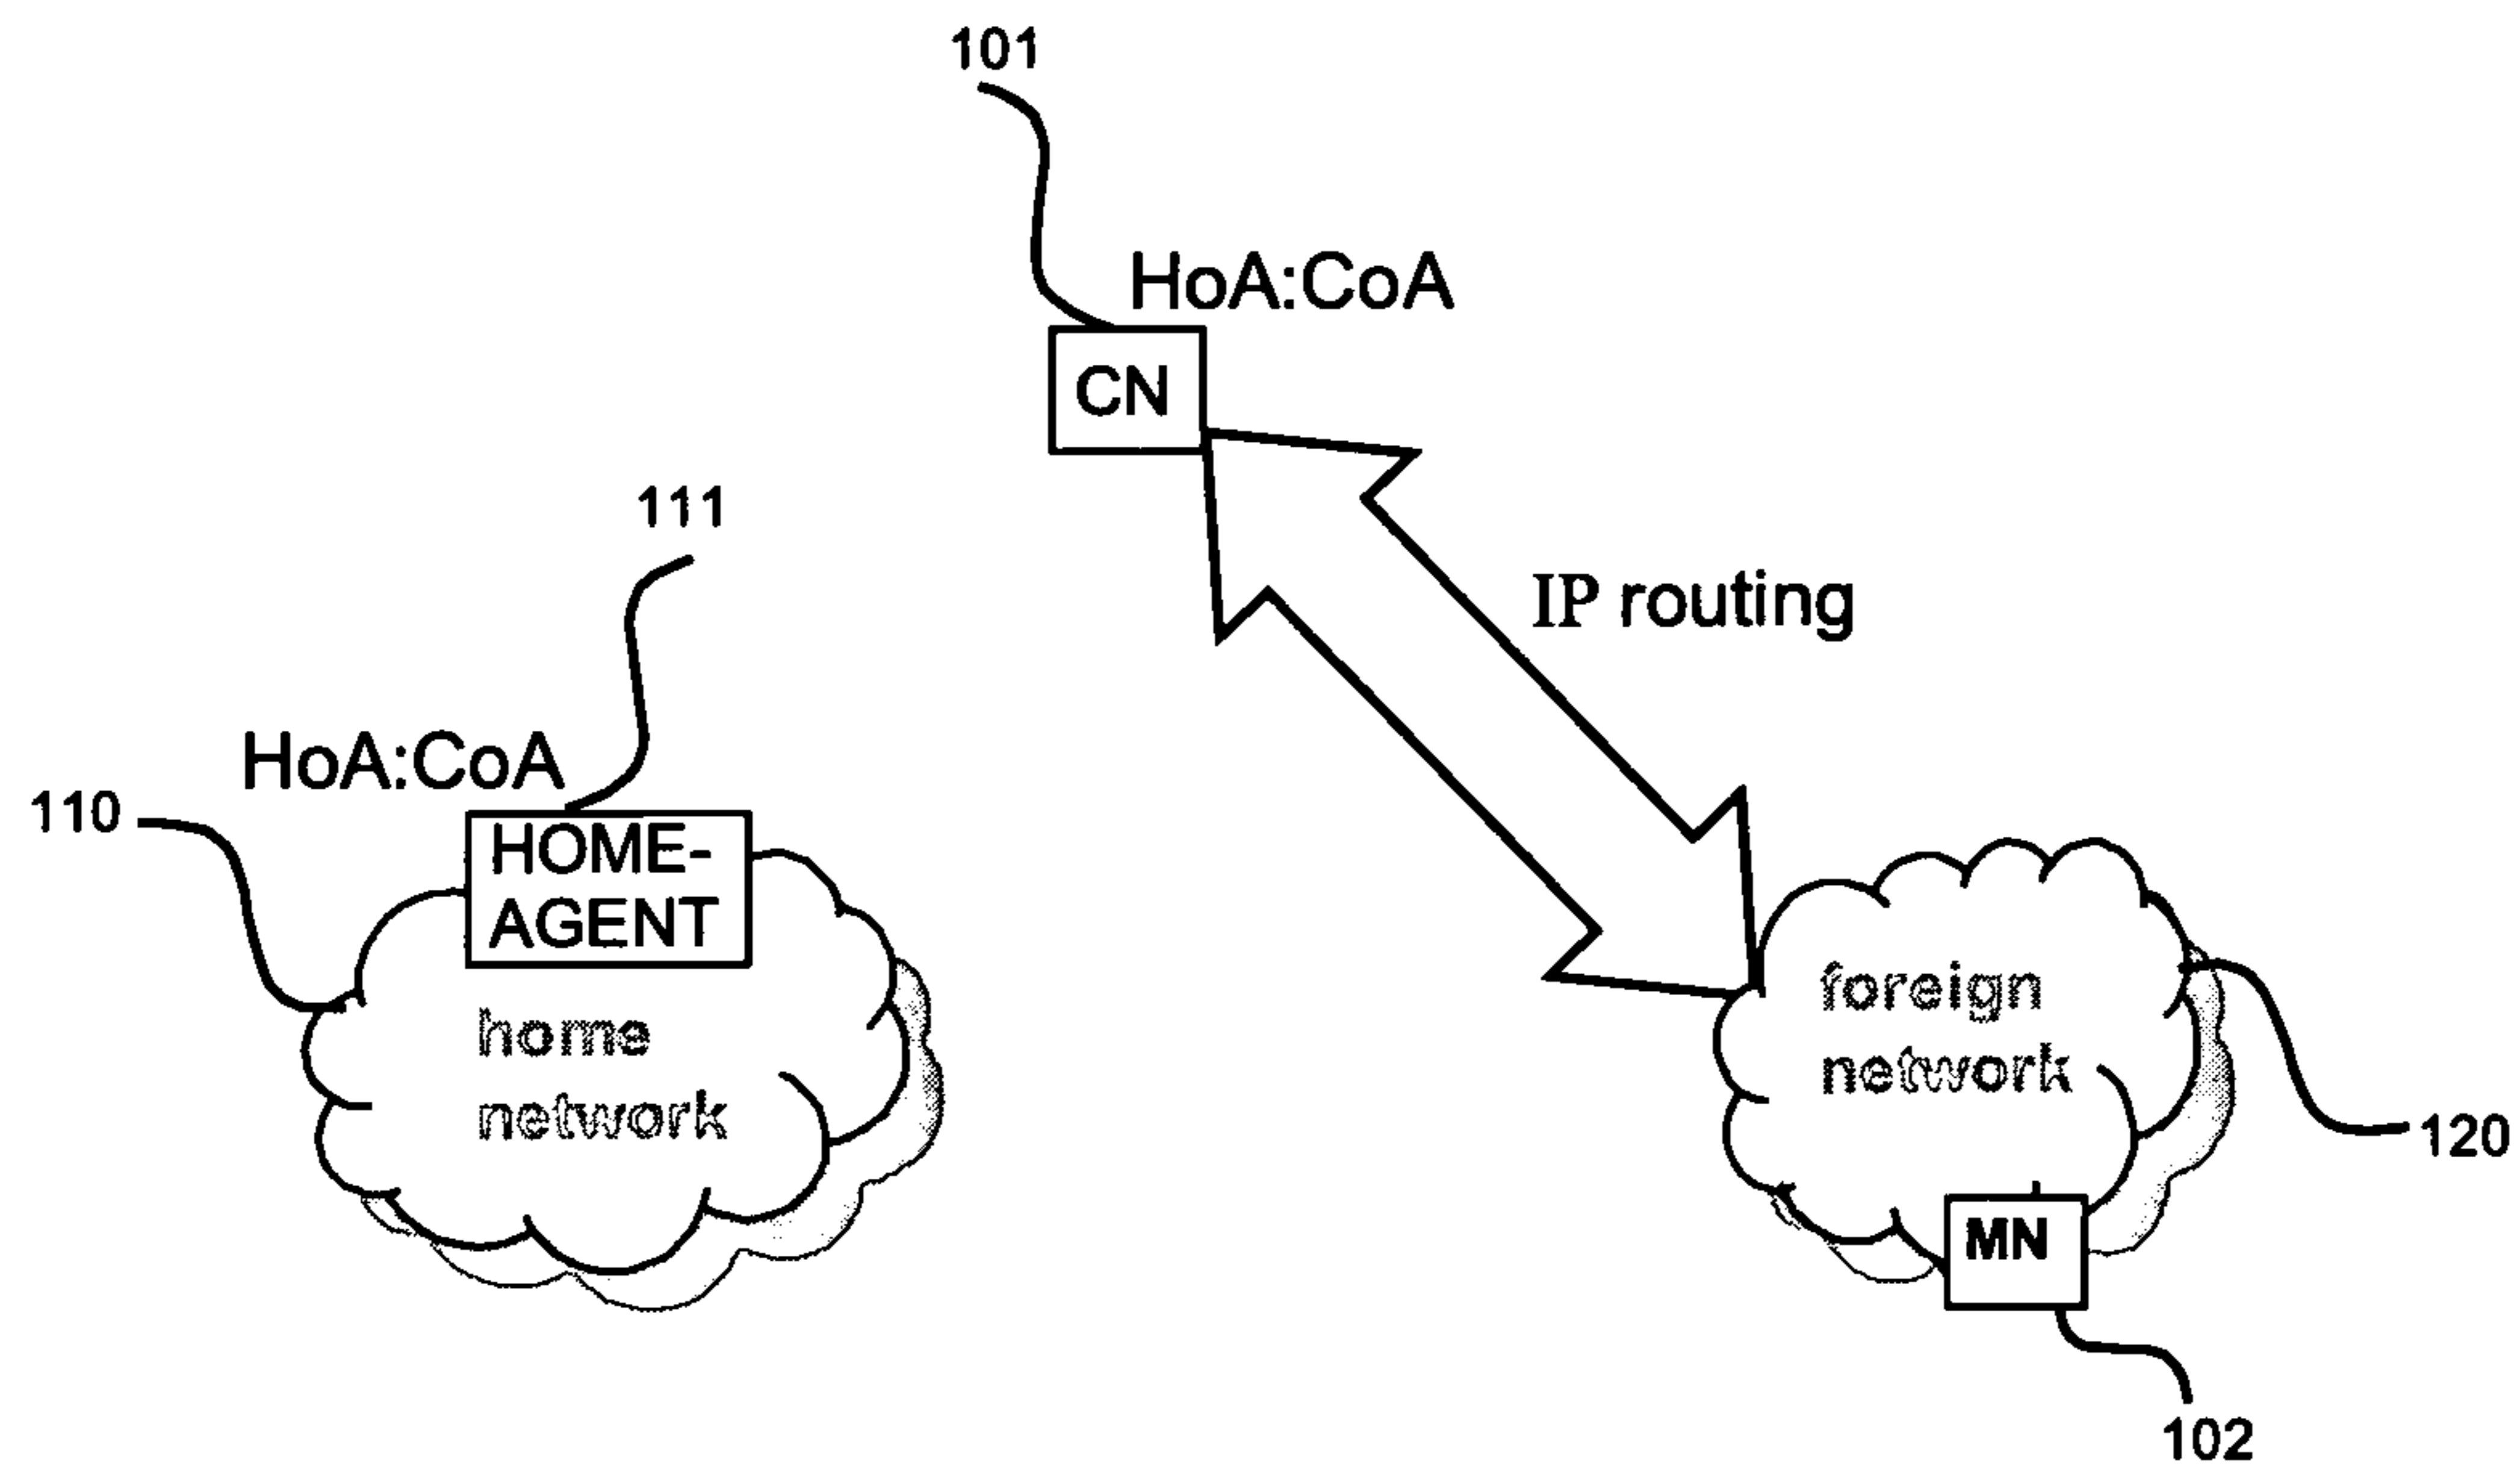 101
HoA:CoA
CN
111
IP routing
HoA:CoA
110
HOME-
AGENT
home
network
foreign
network
120
MN
102